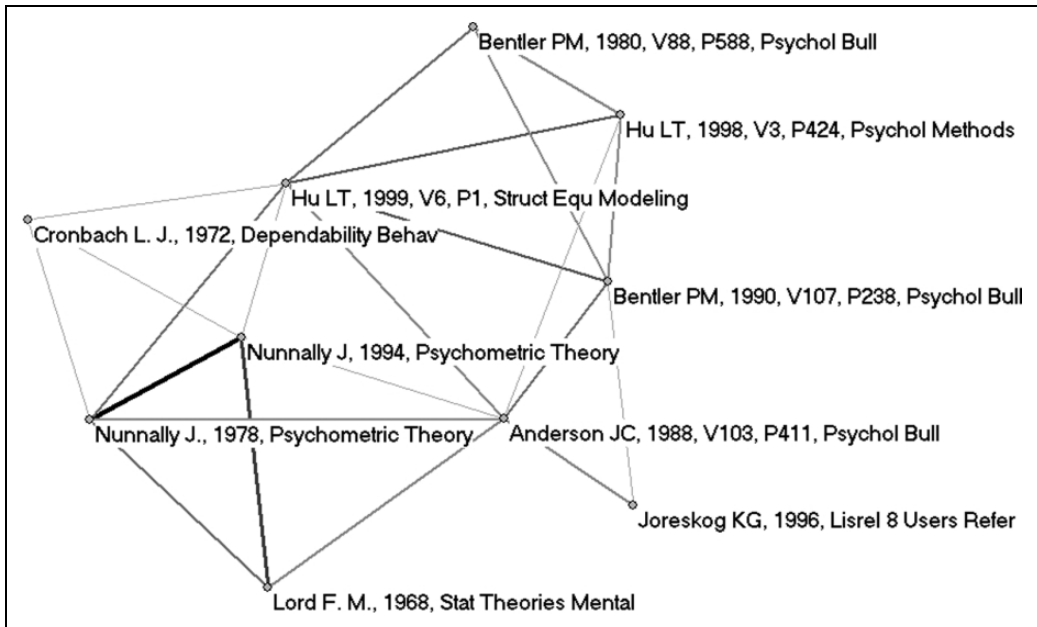 Bentler PM, 1980, V88, P588, Psychol Bull
Hu LT, 1998, V3, P424, Psychol Methods
Hu LT, 1999, V6, P1, Struct Equ Modeling
Cronbach L. J., 1972, Dependability Behav
Bentler PM, 1990, V107, P238, Psychol Bull
Nunnally J, 1994, Psychometric Theory
Nunnally J., 1978, Psychometric Theory
Anderson JC, 1988, V103, P411, Psychol Bull
Joreskog KG, 1996, Lisrel 8 Users Refer
Lord F. M., 1968, Stat Theories Mental